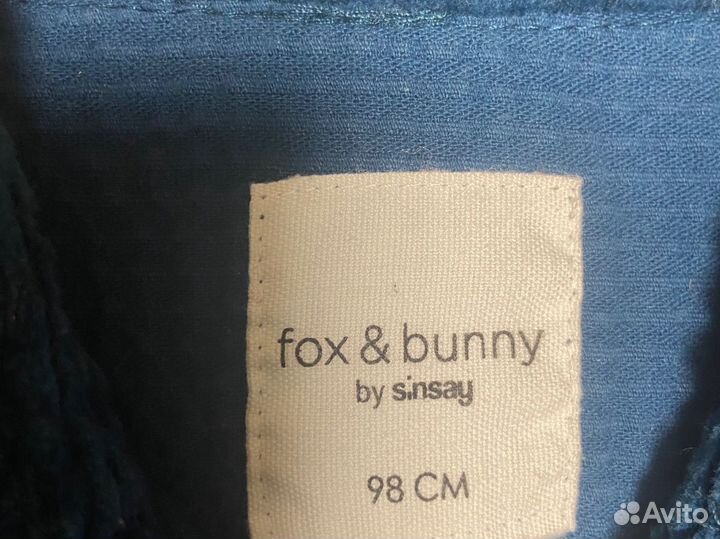 fox & bunny
by sinsay
98 CM
Avito